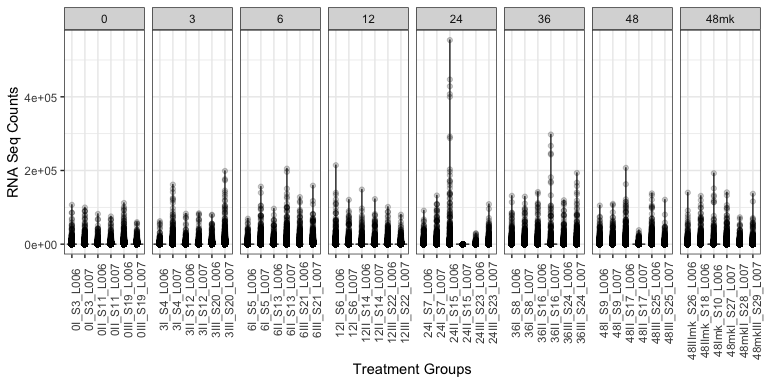 0 3 6 12 24 36 48 48mk
RNA Seq Counts
4e+05
2e+05
0e+00
0I_S3_L006
0I_S3_L007
0II_S11_L006
0II_S11_L007
0III_S19_L006
0III_S19_L007
3I_S4_L006
3I_S4_L007
3II_S12_L006
3II_S12_L007
3III_S20_L006
3III_S20_L007
6I_S5_L006
6I_S5_L007
6II_S13_L006
6II_S13_L007
6III_S21_L006
6III_S21_L007
12I_S6_L006
12I_S6_L007
12II_S14_L006
12II_S14_L007
12III_S22_L006
12III_S22_L007
24I_S7_L006
24I_S7_L007
24II_S15_L006
24II_S15_L007
24III_S23_L006
24III_S23_L007
36I_S8_L006
36I_S8_L007
36II_S16_L006
36II_S16_L007
36III_S24_L006
36III_S24_L007
48I_S9_L006
48I_S9_L007
48II_S17_L006
48II_S17_L007
48III_S25_L006
48III_S25_L007
48IIImk_S26_L006
48IImk_S18_L006
48Imk_S10_L006
48mkI_S27_L007
48mkII_S28_L007
48mkIII_S29_L007
Treatment Groups